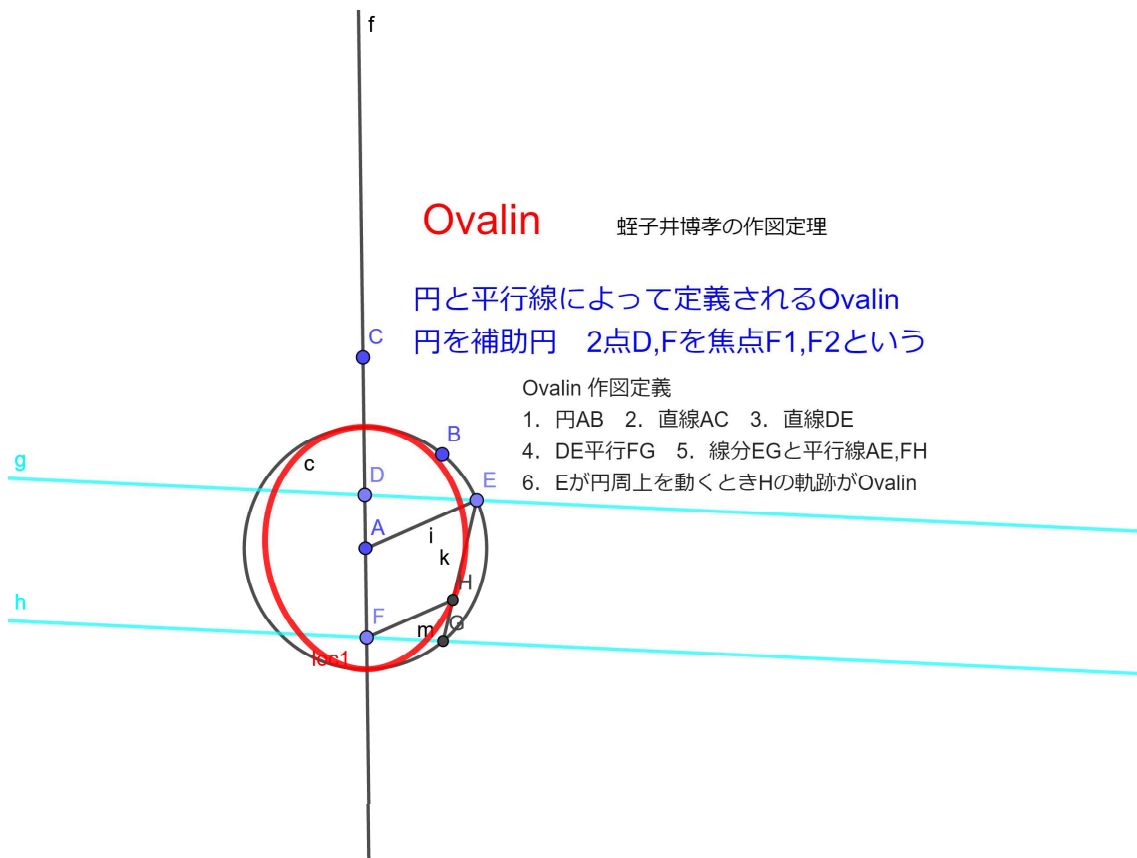 f
Ovalin
蛭子井博孝の作図定理
円と平行線によって定義されるOvalin
円を補助円　2点D,Fを焦点F1,F2という
C
Ovalin 作図定義
1．円AB　2．直線AC　3．直線DE
4．DE平行FG　5．線分EGと平行線AE,FH
6．Eが円周上を動くときHの軌跡がOvalin
B
g
c
D
E
A
i
k
H
h
F
G
m
loc1